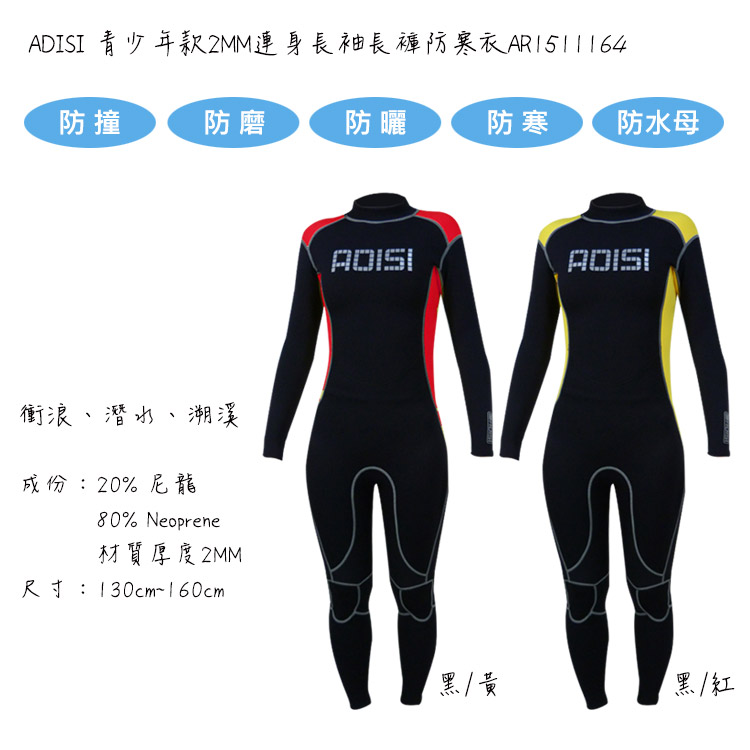 ADISI 青少年款2MM連身長袖長褲防寒衣AR1511164
防撞 防磨 防曬 防寒 防水母
ADISI ADISI
衝浪、潛水、溯溪
成份：20% 尼龍
80% Neoprene
材質厚度2MM
尺寸：130cm~160cm
黑/黃 黑/紅